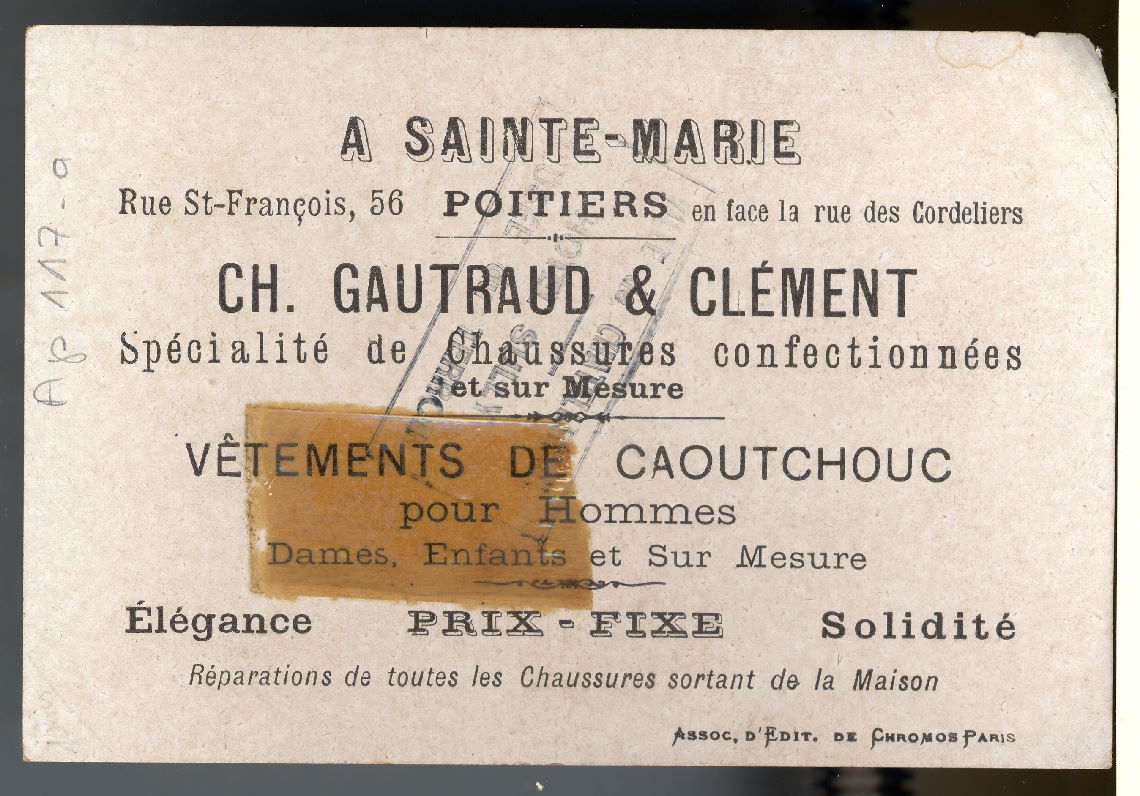 A SAINTE-MARIE
Rue St-François, 56 POITIERS en face la rue des Cordeliers
CH. GAUTRAUD & CLÉMENT
Spécialité de Chaussures confectionnées
et sur Mesure
VÊTEMENTS DE CAOUTCHOUC
pour Hommes
Dames, Enfants et Sur Mesure
Élégance PRIX-FIXE Solidité
Réparations de toutes les Chaussures sortant de la Maison
ASSOC, D'EDIT. DE CHROMOS PARIS